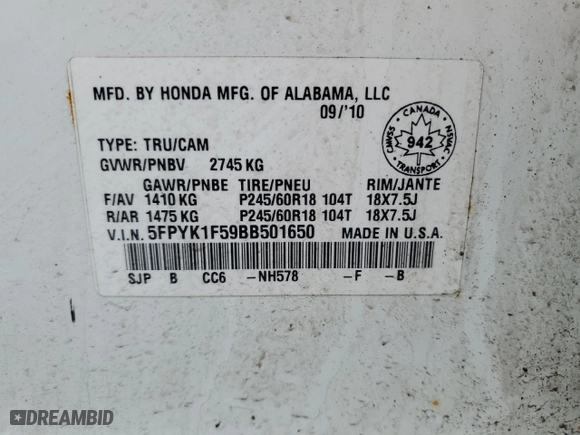 MFD. BY HONDA MFG. OF ALABAMA, LLC
09/'10
TYPE: TRU/CAM
GVWR/PNBV 2745 KG
GAWR/PNBE TIRE/PNEU RIM/JANTE
F/AV 1410 KG P245/60R18 104T 18X7.5J
R/AR 1475 KG P245/60R18 104T 18X7.5J
V.I.N. 5FPYK1F59BB501650 MADE IN U.S.A.
SJP B CC6 -NH578 -F -B
CANADA
CMVSS 942 NSVAC
TRANSPORT
DREAMBID